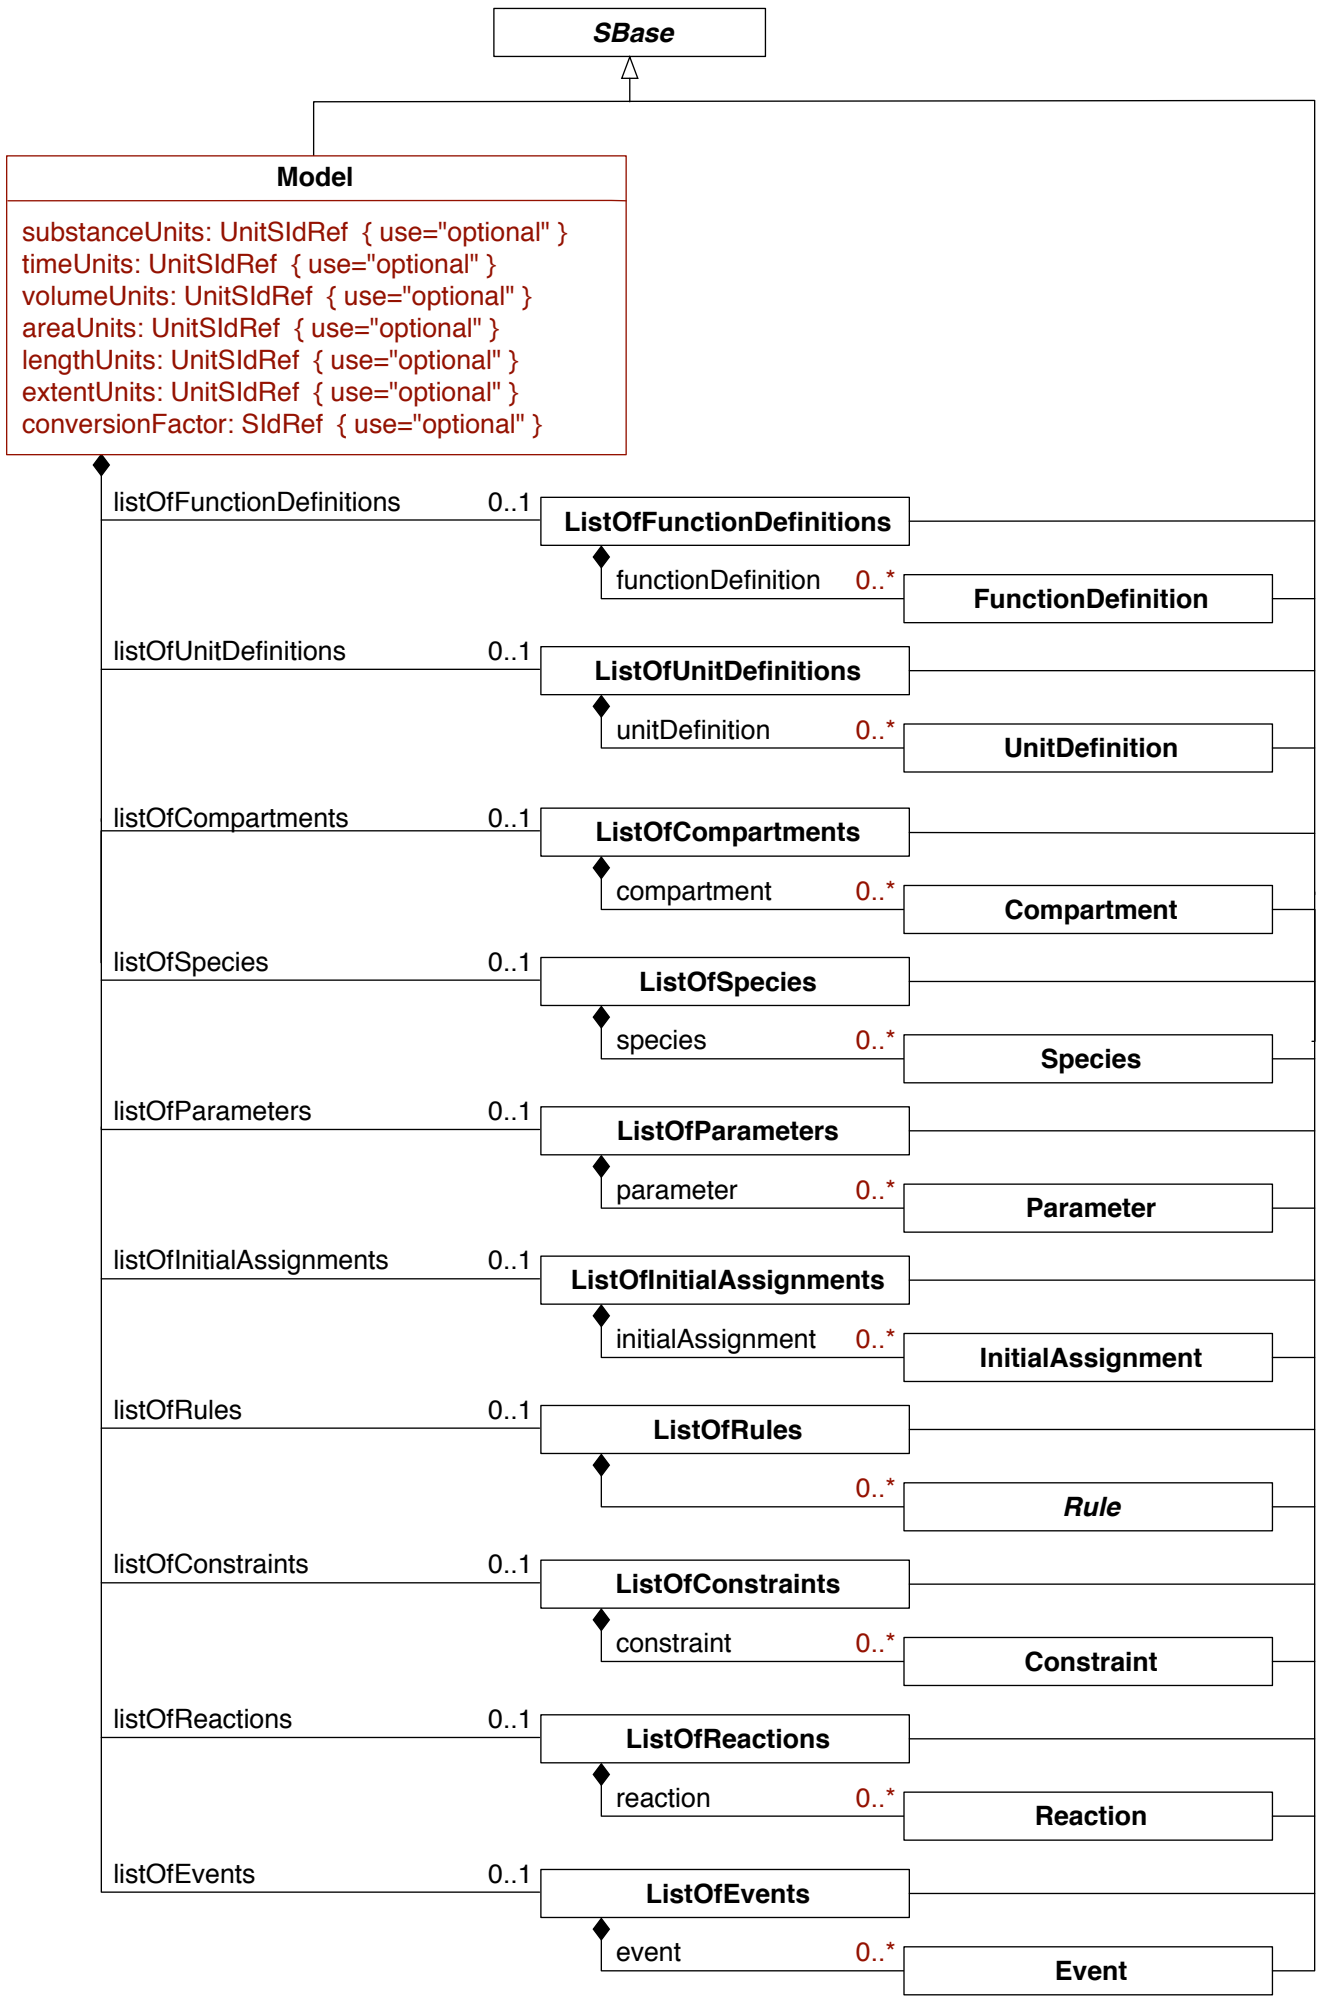 SBase
Model
substanceUnits: UnitSIdRef { use="optional" }
timeUnits: UnitSIdRef { use="optional" }
volumeUnits: UnitSIdRef { use="optional" }
areaUnits: UnitSIdRef { use="optional" }
lengthUnits: UnitSIdRef { use="optional" }
extentUnits: UnitSIdRef { use="optional" }
conversionFactor: SIdRef { use="optional" }
listOfFunctionDefinitions 0..1 ListOfFunctionDefinitions
functionDefinition 0..* FunctionDefinition
listOfUnitDefinitions 0..1 ListOfUnitDefinitions
unitDefinition 0..* UnitDefinition
listOfCompartments 0..1 ListOfCompartments
compartment 0..* Compartment
listOfSpecies 0..1 ListOfSpecies
species 0..* Species
listOfParameters 0..1 ListOfParameters
parameter 0..* Parameter
listOfInitialAssignments 0..1 ListOfInitialAssignments
initialAssignment 0..* InitialAssignment
listOfRules 0..1 ListOfRules
0..* Rule
listOfConstraints 0..1 ListOfConstraints
constraint 0..* Constraint
listOfReactions 0..1 ListOfReactions
reaction 0..* Reaction
listOfEvents 0..1 ListOfEvents
event 0..* Event